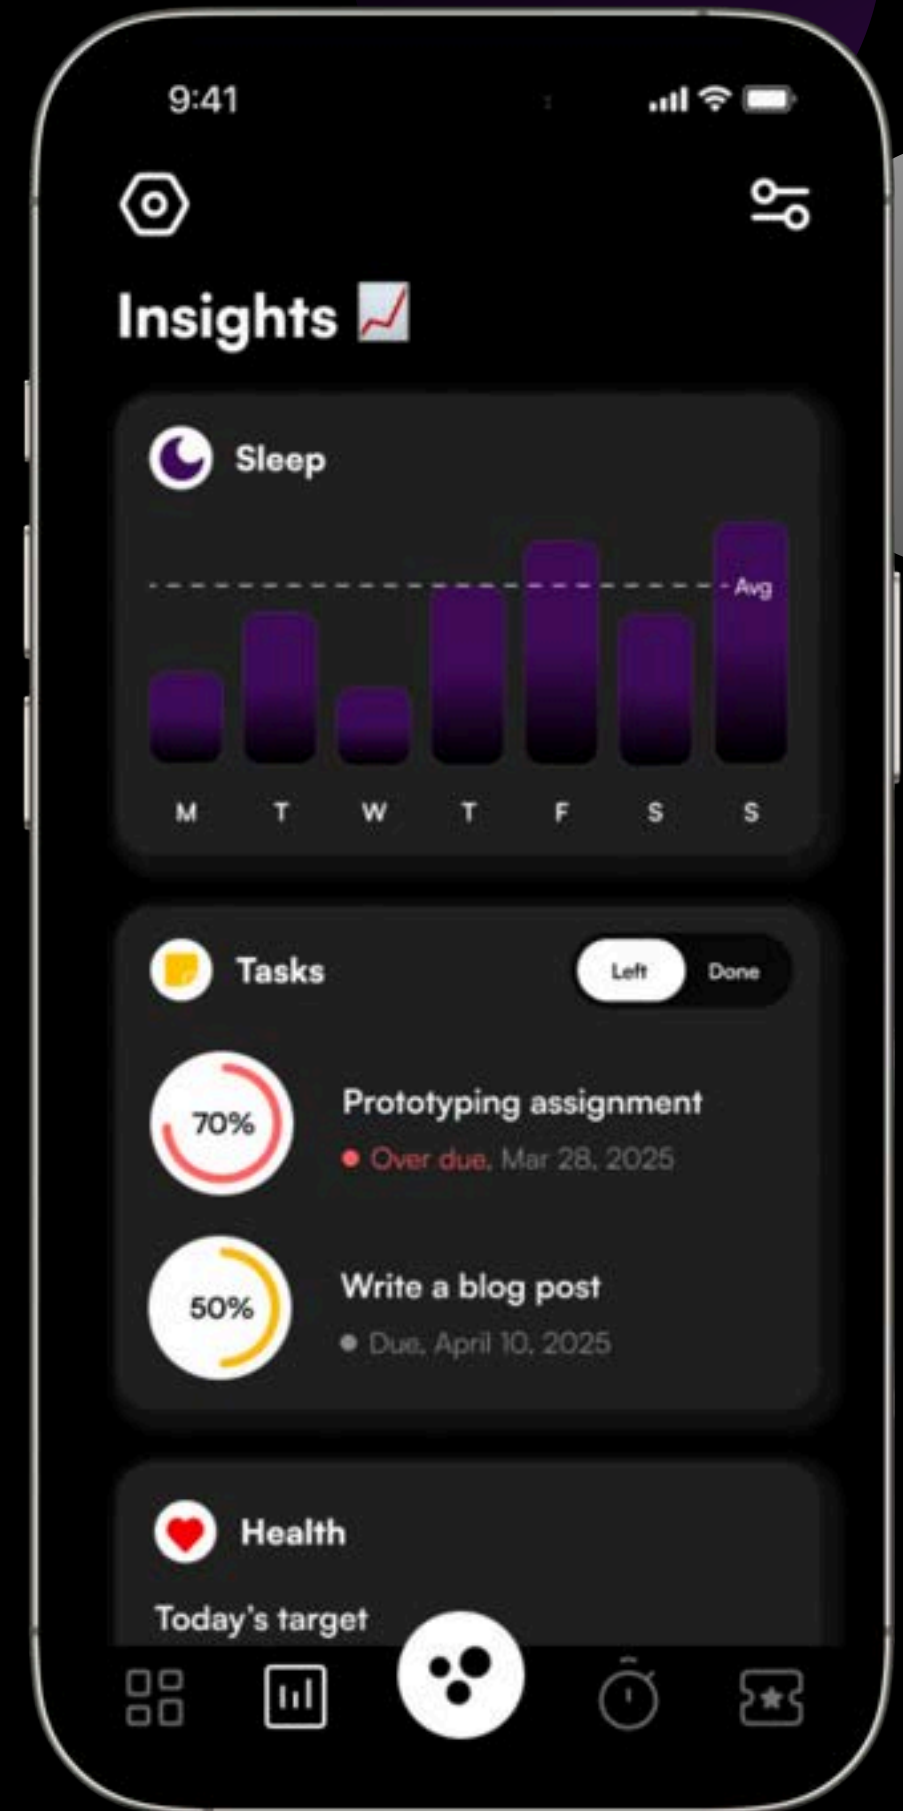 9:41
Insights
Sleep
Avg
M T W T F S S
Tasks
Left Done
70%
Prototyping assignment
Over due, Mar 28, 2025
50%
Write a blog post
Due, April 10, 2025
Health
Today's target